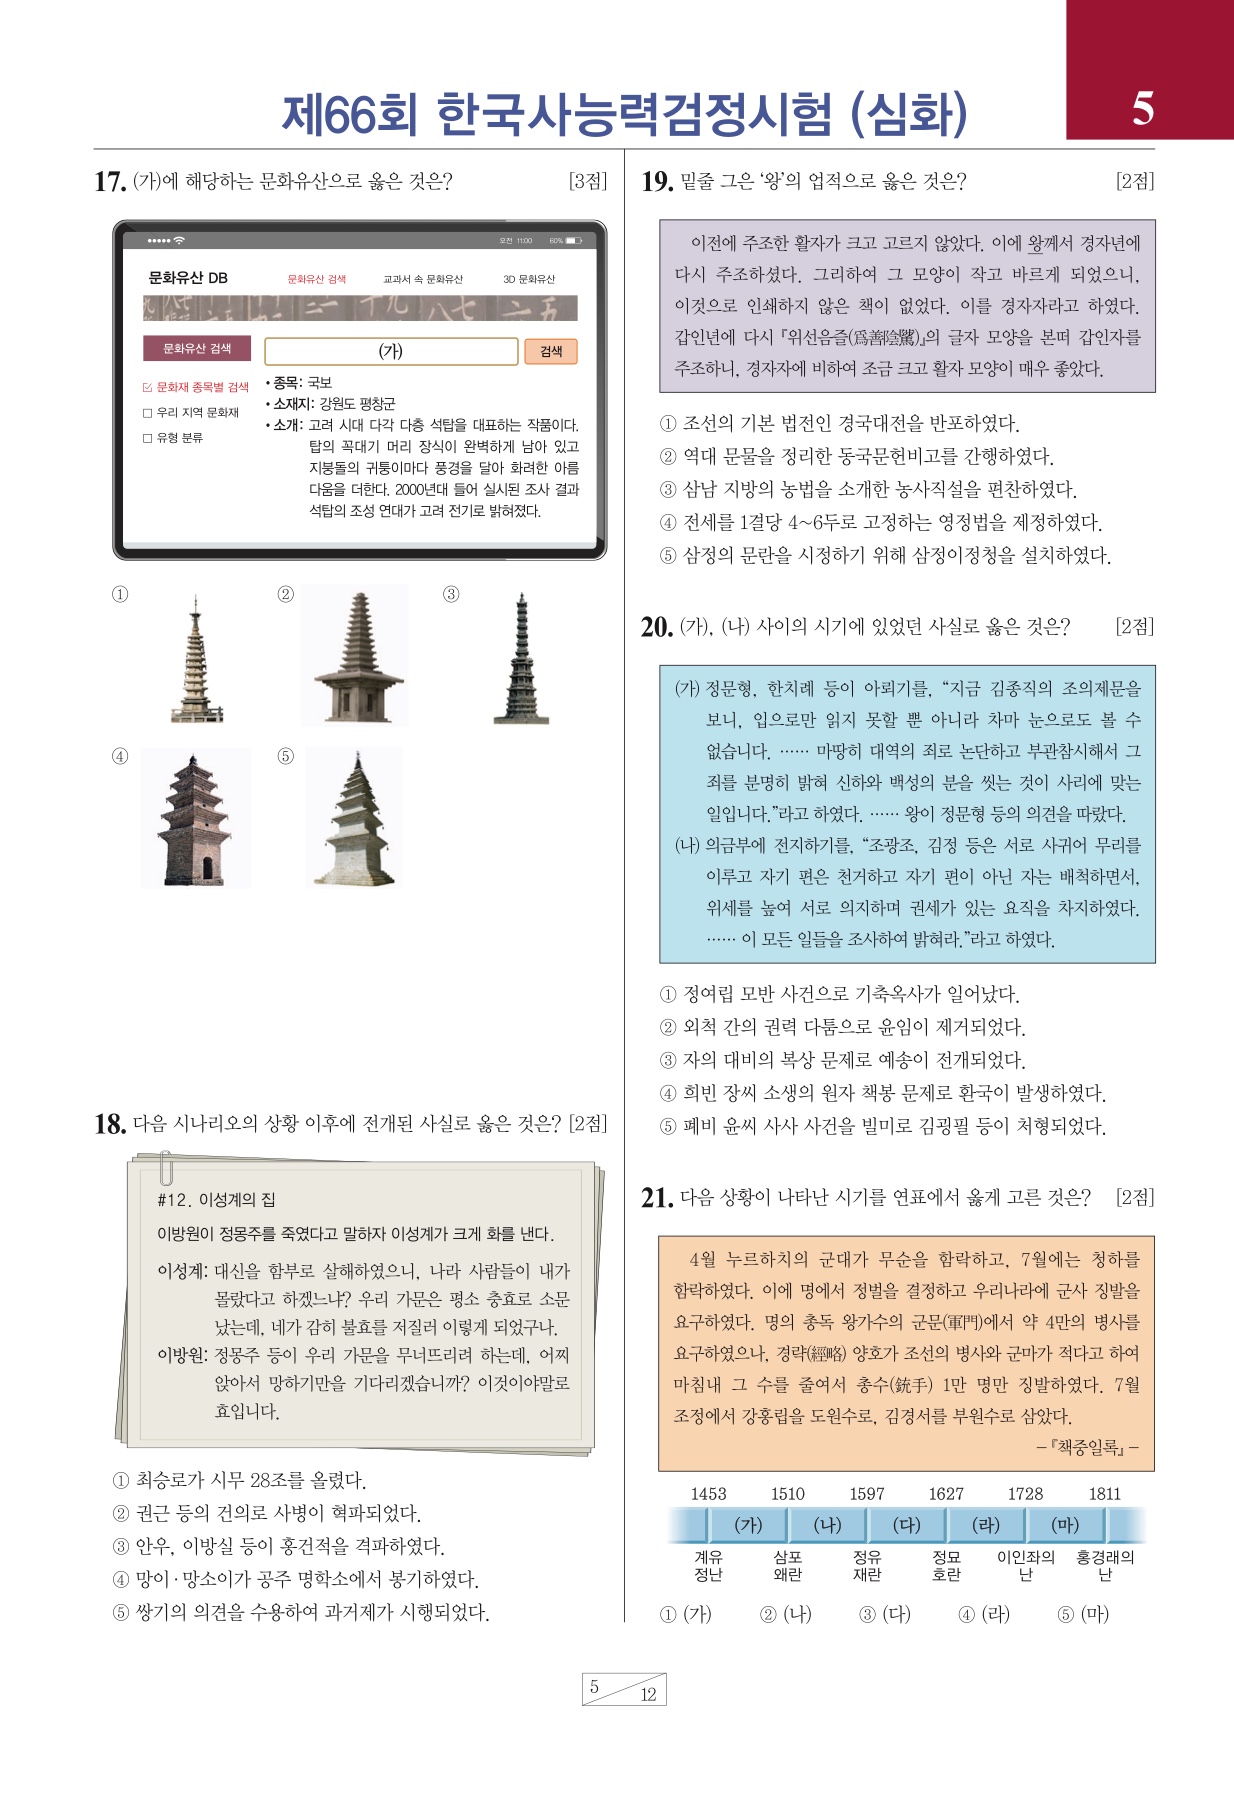 제66회 한국사능력검정시험 (심화)
5
17. (가)에 해당하는 문화유산으로 옳은 것은? [3점]
오전 11:00 60%
문화유산 DB 문화유산 검색 교과서 속 문화유산 3D 문화유산
문화유산 검색 (가) 검색
문화재 종목별 검색
우리 지역 문화재
유형 분류
• 종목: 국보
• 소재지: 강원도 평창군
• 소개: 고려 시대 다각 다층 석탑을 대표하는 작품이다.
탑의 꼭대기 머리 장식이 완벽하게 남아 있고
지붕돌의 귀퉁이마다 풍경을 달아 화려한 아름
다움을 더한다. 2000년대 들어 실시된 조사 결과
석탑의 조성 연대가 고려 전기로 밝혀졌다.
① ② ③
④ ⑤
18. 다음 시나리오의 상황 이후에 전개된 사실로 옳은 것은? [2점]
#12. 이성계의 집
이방원이 정몽주를 죽였다고 말하자 이성계가 크게 화를 낸다.
이성계: 대신을 함부로 살해하였으니, 나라 사람들이 내가
몰랐다고 하겠느냐? 우리 가문은 평소 충효로 소문
났는데, 네가 감히 불효를 저질러 이렇게 되었구나.
이방원: 정몽주 등이 우리 가문을 무너뜨리려 하는데, 어찌
앉아서 망하기만을 기다리겠습니까? 이것이야말로
효입니다.
① 최승로가 시무 28조를 올렸다.
② 권근 등의 건의로 사병이 혁파되었다.
③ 안우, 이방실 등이 홍건적을 격파하였다.
④ 망이·망소이가 공주 명학소에서 봉기하였다.
⑤ 쌍기의 의견을 수용하여 과거제가 시행되었다.
19. 밑줄 그은 ‘왕’의 업적으로 옳은 것은? [2점]
이전에 주조한 활자가 크고 고르지 않았다. 이에 왕께서 경자년에
다시 주조하셨다. 그리하여 그 모양이 작고 바르게 되었으니,
이것으로 인쇄하지 않은 책이 없었다. 이를 경자자라고 하였다.
갑인년에 다시 『위선음즐(爲善陰騭)』의 글자 모양을 본떠 갑인자를
주조하니, 경자자에 비하여 조금 크고 활자 모양이 매우 좋았다.
① 조선의 기본 법전인 경국대전을 반포하였다.
② 역대 문물을 정리한 동국문헌비고를 간행하였다.
③ 삼남 지방의 농법을 소개한 농사직설을 편찬하였다.
④ 전세를 1결당 4~6두로 고정하는 영정법을 제정하였다.
⑤ 삼정의 문란을 시정하기 위해 삼정이정청을 설치하였다.
20. (가), (나) 사이의 시기에 있었던 사실로 옳은 것은? [2점]
(가) 정문형, 한치례 등이 아뢰기를, “지금 김종직의 조의제문을
보니, 입으로만 읽지 못할 뿐 아니라 차마 눈으로도 볼 수
없습니다. …… 마땅히 대역의 죄로 논단하고 부관참시해서 그
죄를 분명히 밝혀 신하와 백성의 분을 씻는 것이 사리에 맞는
일입니다.”라고 하였다. …… 왕이 정문형 등의 의견을 따랐다.
(나) 의금부에 전지하기를, “조광조, 김정 등은 서로 사귀어 무리를
이루고 자기 편은 천거하고 자기 편이 아닌 자는 배척하면서,
위세를 높여 서로 의지하며 권세가 있는 요직을 차지하였다.
…… 이 모든 일들을 조사하여 밝혀라.”라고 하였다.
① 정여립 모반 사건으로 기축옥사가 일어났다.
② 외척 간의 권력 다툼으로 윤임이 제거되었다.
③ 자의 대비의 복상 문제로 예송이 전개되었다.
④ 희빈 장씨 소생의 원자 책봉 문제로 환국이 발생하였다.
⑤ 폐비 윤씨 사사 사건을 빌미로 김굉필 등이 처형되었다.
21. 다음 상황이 나타난 시기를 연표에서 옳게 고른 것은? [2점]
4월 누르하치의 군대가 무순을 함락하고, 7월에는 청하를
함락하였다. 이에 명에서 정벌을 결정하고 우리나라에 군사 징발을
요구하였다. 명의 총독 왕가수의 군문(軍門)에서 약 4만의 병사를
요구하였으나, 경략(經略) 양호가 조선의 병사와 군마가 적다고 하여
마침내 그 수를 줄여서 총수(銃手) 1만 명만 징발하였다. 7월
조정에서 강홍립을 도원수로, 김경서를 부원수로 삼았다.
-『책중일록』-
1453 1510 1597 1627 1728 1811
(가) (나) (다) (라) (마)
계유 삼포 정유 정묘 이인좌의 홍경래의
정난 왜란 재란 호란 난 난
① (가) ② (나) ③ (다) ④ (라) ⑤ (마)
5
12